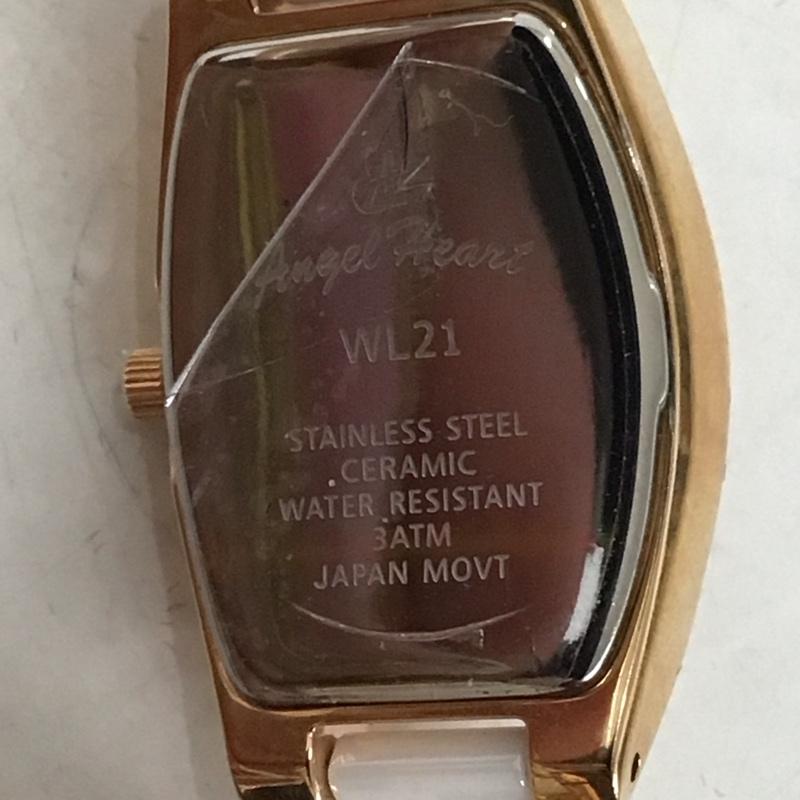 Angel Heart
WL21
STAINLESS STEEL
CERAMIC
WATER RESISTANT
3ATM
JAPAN MOVT